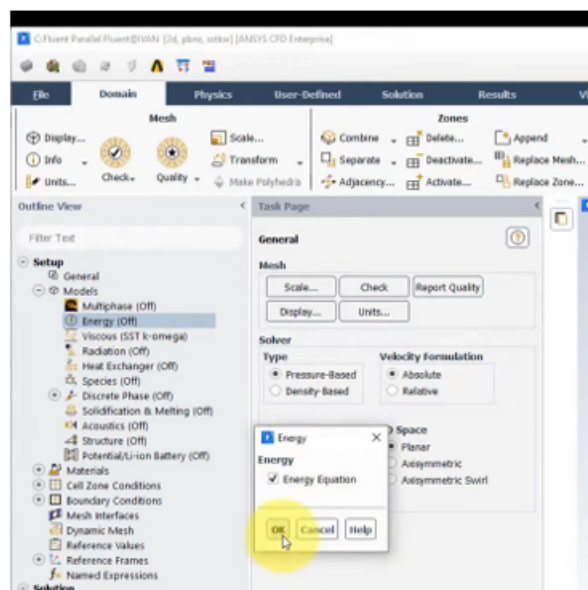 C:Fluent Parallel Fluent@IVAN [2d, pbns, sstkw] [ANSYS CFD Enterprise]
File Domain Physics User-Defined Solution Results Vi
Mesh Zones
Display... Scale... Combine Delete... Append
Info Check Quality Transform Separate Deactivate... Replace Mesh...
Units... Make Polyhedra Adjacency... Activate... Replace Zone...
Outline View < Task Page <
Filter Text
General
Setup
General
Models
Multiphase (Off)
Energy (Off)
Viscous (SST k-omega)
Radiation (Off)
Heat Exchanger (Off)
Species (Off)
Discrete Phase (Off)
Solidification & Melting (Off)
Acoustics (Off)
Structure (Off)
Potential/Li-ion Battery (Off)
Materials
Cell Zone Conditions
Boundary Conditions
Mesh Interfaces
Dynamic Mesh
Reference Values
Reference Frames
Named Expressions
Solution
Mesh
Scale... Check Report Quality
Display... Units...
Solver
Type Velocity Formulation
Pressure-Based Absolute
Density-Based Relative
D Space
Planar
Axisymmetric
Axisymmetric Swirl
Energy
Energy
Energy Equation
OK Cancel Help